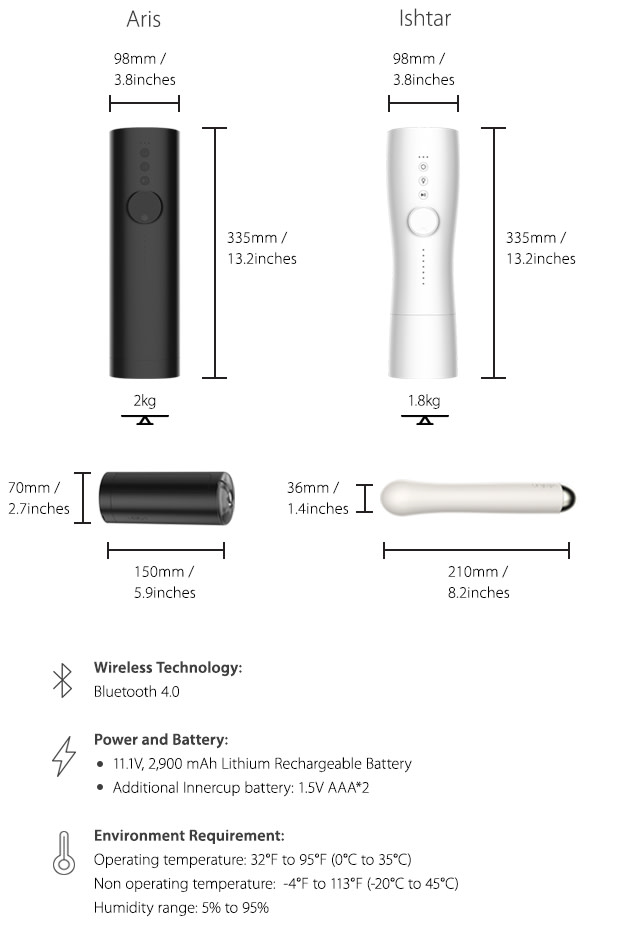 Aris
Ishtar
98mm /
3.8inches
98mm /
3.8inches
335mm /
13.2inches
335mm /
13.2inches
2kg
1.8kg
70mm /
2.7inches
36mm /
1.4inches
150mm /
5.9inches
210mm /
8.2inches
Wireless Technology:
Bluetooth 4.0
Power and Battery:
• 11.1V, 2,900 mAh Lithium Rechargeable Battery
• Additional Innercup battery: 1.5V AAA*2
Environment Requirement:
Operating temperature: 32°F to 95°F (0°C to 35°C)
Non operating temperature: -4°F to 113°F (-20°C to 45°C)
Humidity range: 5% to 95%